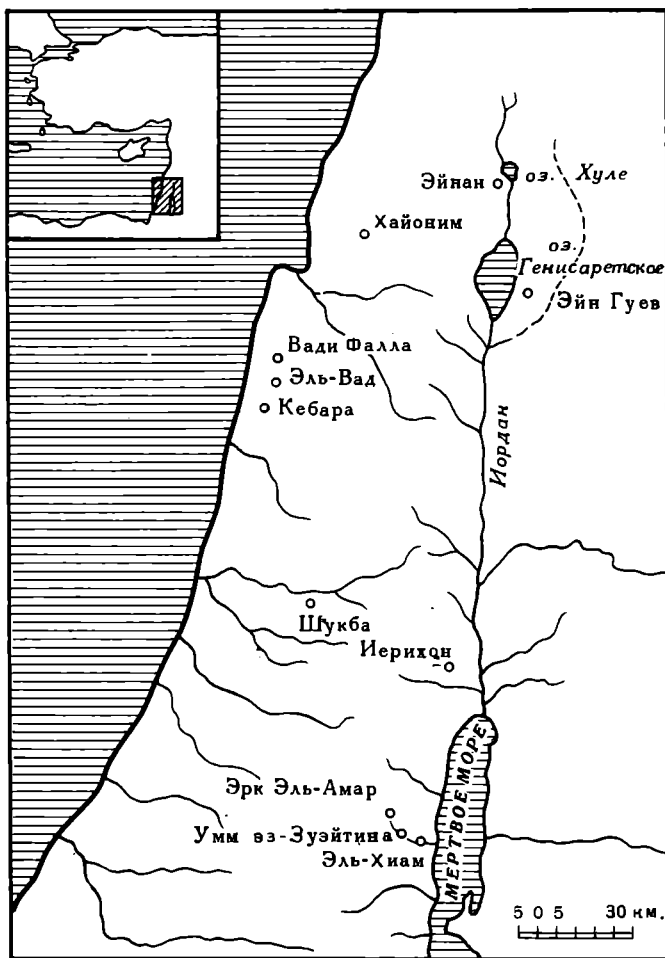 Эйнан
оз. Хуле
Хайоним
оз.
Генисаретское
Эйн Гуев
Вади Фалла
Эль-Вад
Кебара
Иордан
Шукба
Иерихон
МЕРТВОЕ МОРЕ
Эрк Эль-Амар
Умм эз-Зуэйтина
Эль-Хиам
5 0 5 30 км.